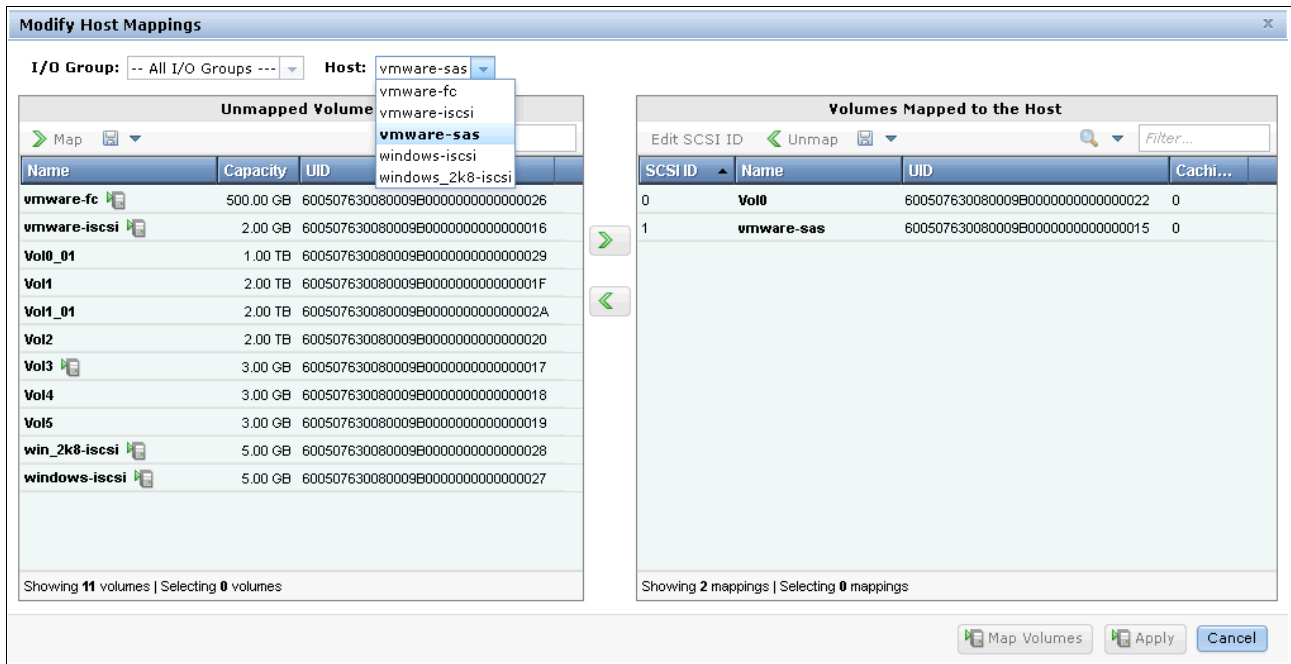 Modify Host Mappings x
I/O Group: -- All I/O Groups --- Host: vmware-sas
vmware-fc
vmware-iscsi
vmware-sas
windows-iscsi
windows_2k8-iscsi
Unmapped Volume
Map
Name Capacity UID
vmware-fc 500.00 GB 600507630080009B0000000000000026
vmware-iscsi 2.00 GB 600507630080009B0000000000000016
Vol0_01 1.00 TB 600507630080009B0000000000000029
Vol1 2.00 TB 600507630080009B000000000000001F
Vol1_01 2.00 TB 600507630080009B000000000000002A
Vol2 2.00 TB 600507630080009B0000000000000020
Vol3 3.00 GB 600507630080009B0000000000000017
Vol4 3.00 GB 600507630080009B0000000000000018
Vol5 3.00 GB 600507630080009B0000000000000019
win_2k8-iscsi 5.00 GB 600507630080009B0000000000000028
windows-iscsi 5.00 GB 600507630080009B0000000000000027
Showing 11 volumes | Selecting 0 volumes
Volumes Mapped to the Host
Edit SCSI ID Unmap Filter...
SCSI ID Name UID Cachi...
0 Vol0 600507630080009B0000000000000022 0
1 vmware-sas 600507630080009B0000000000000015 0
Showing 2 mappings | Selecting 0 mappings
Map Volumes Apply Cancel